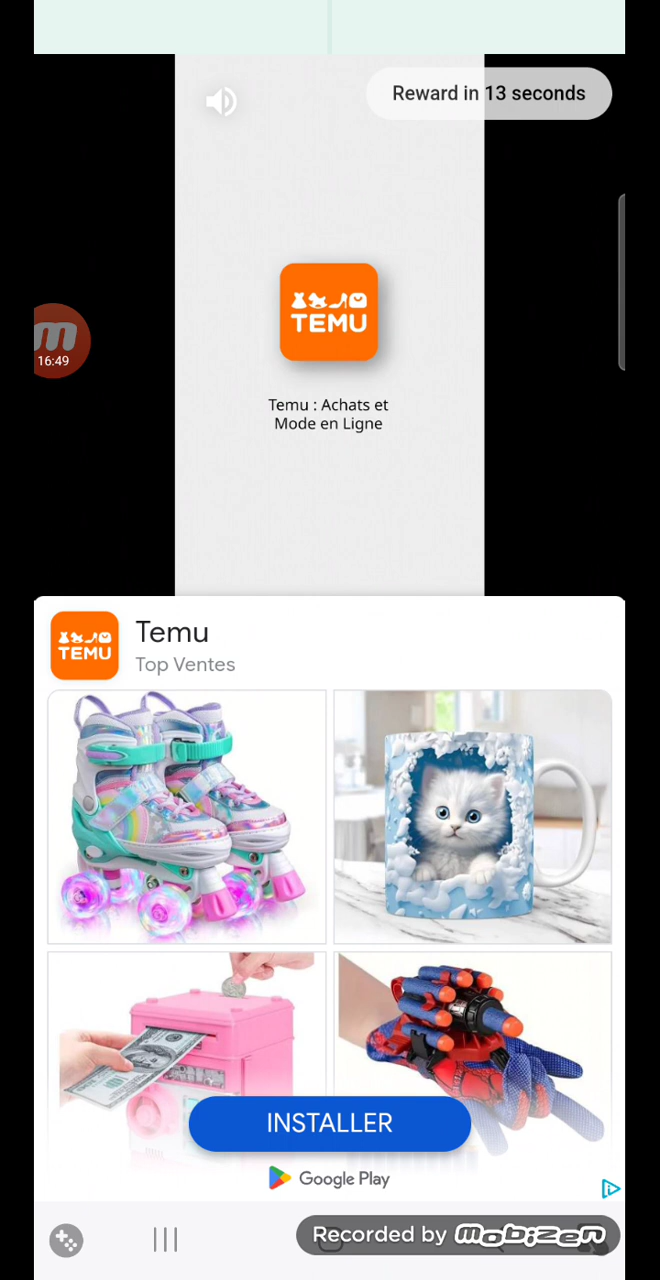 Reward in 13 seconds
TEMU
16:49
Temu : Achats et
Mode en Ligne
TEMU
Temu
Top Ventes
INSTALLER
Google Play
Recorded by mobizen